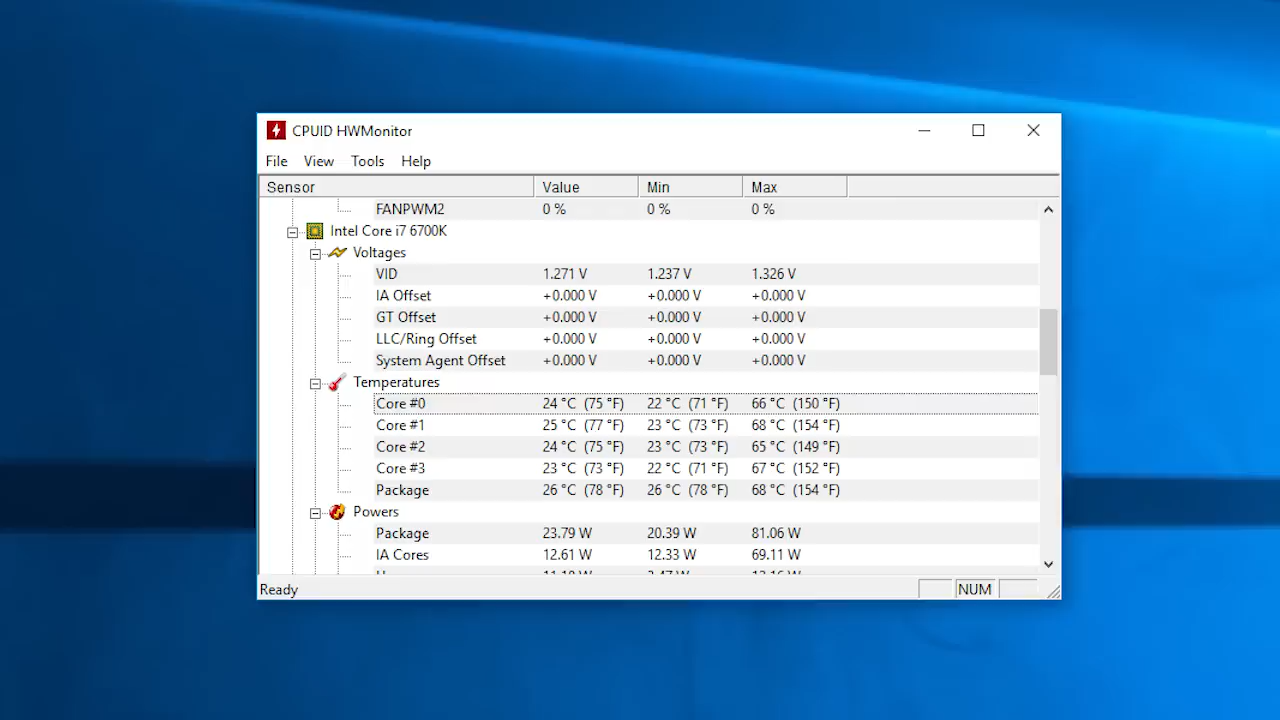 CPUID HWMonitor
File View Tools Help
Sensor Value Min Max
FANPWM2 0 % 0 % 0 %
Intel Core i7 6700K
Voltages
VID 1.271 V 1.237 V 1.326 V
IA Offset +0.000 V +0.000 V +0.000 V
GT Offset +0.000 V +0.000 V +0.000 V
LLC/Ring Offset +0.000 V +0.000 V +0.000 V
System Agent Offset +0.000 V +0.000 V +0.000 V
Temperatures
Core #0 24 °C (75 °F) 22 °C (71 °F) 66 °C (150 °F)
Core #1 25 °C (77 °F) 23 °C (73 °F) 68 °C (154 °F)
Core #2 24 °C (75 °F) 23 °C (73 °F) 65 °C (149 °F)
Core #3 23 °C (73 °F) 22 °C (71 °F) 67 °C (152 °F)
Package 26 °C (78 °F) 26 °C (78 °F) 68 °C (154 °F)
Powers
Package 23.79 W 20.39 W 81.06 W
IA Cores 12.61 W 12.33 W 69.11 W
Ready NUM